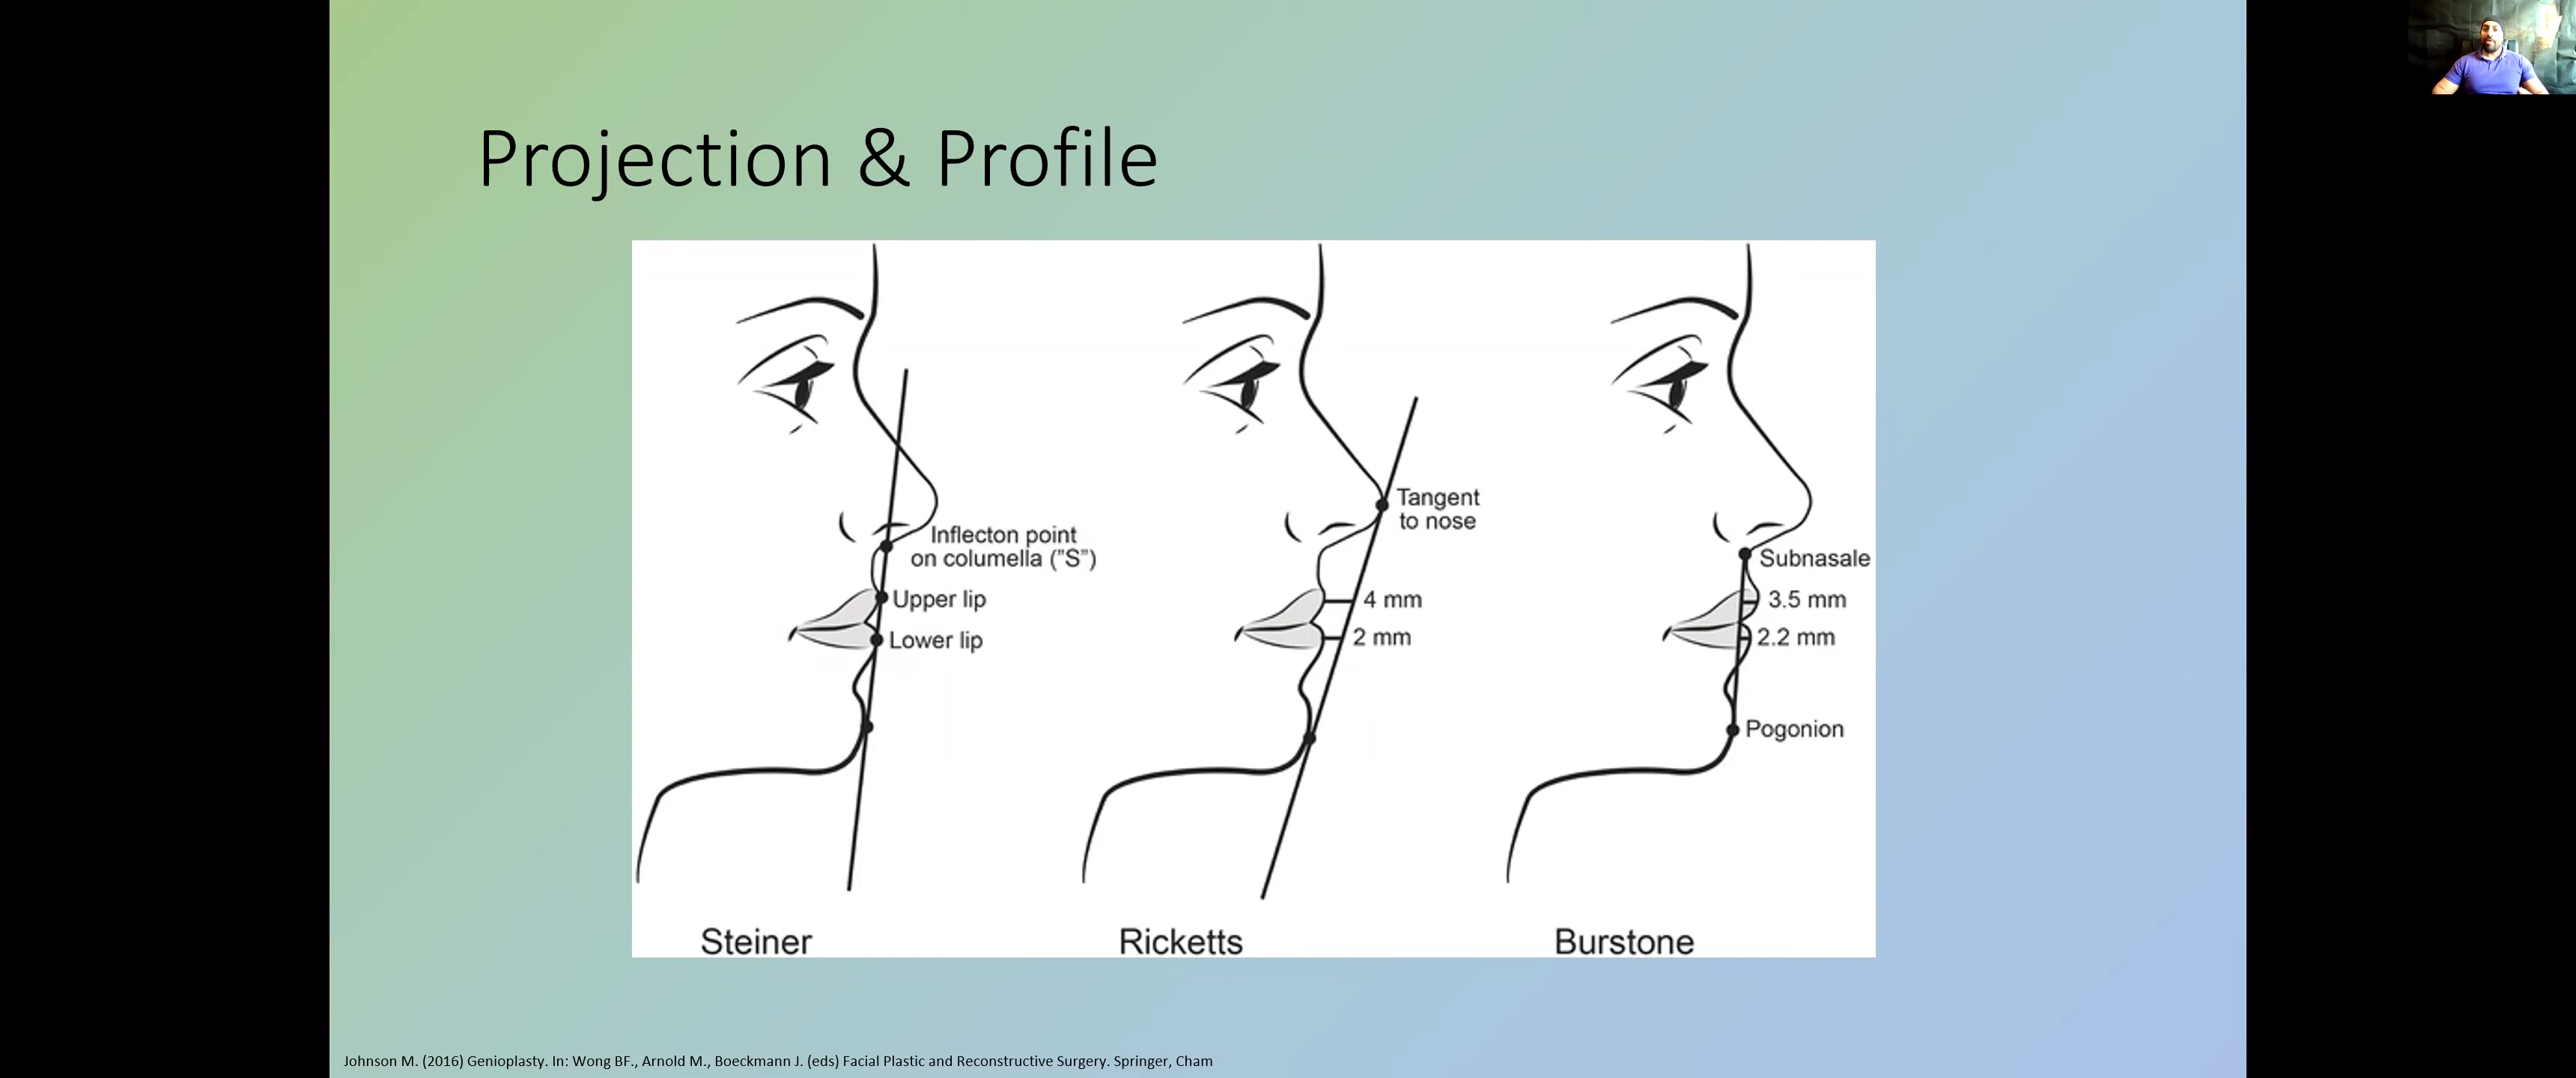 Projection & Profile
Inflecton point
on columella ("S”)
Upper lip
Lower lip
Steiner
Tangent
to nose
4 mm
2 mm
Ricketts
Subnasale
3.5 mm
2.2 mm
Pogonion
Burstone
Johnson M. (2016) Genioplasty. In: Wong BF., Arnold M., Boeckmann J. (eds) Facial Plastic and Reconstructive Surgery. Springer, Cham